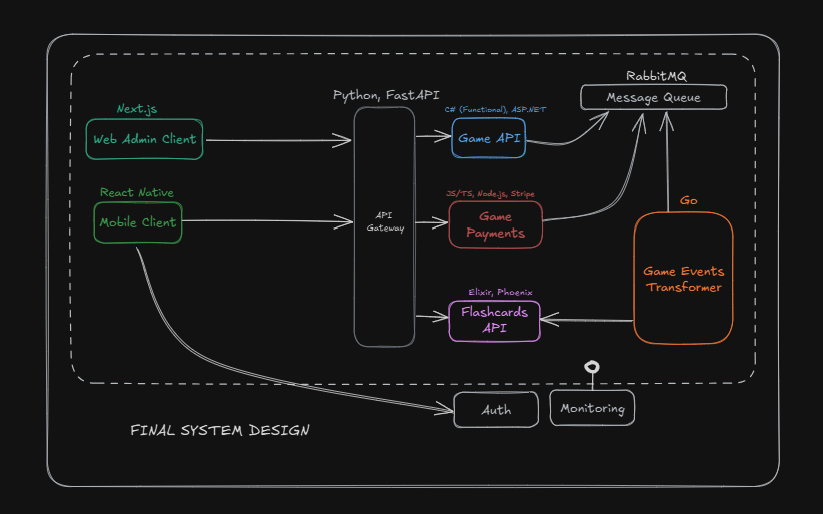 RabbitMQ
Message Queue
Python, FastAPI
Next.js
Web Admin Client
C# (Functional), ASP.NET
Game API
React Native
Mobile Client
API
Gateway
JS/TS, Node.js, Stripe
Game
Payments
Go
Game Events
Transformer
Elixir, Phoenix
Flashcards
API
Auth
Monitoring
FINAL SYSTEM DESIGN